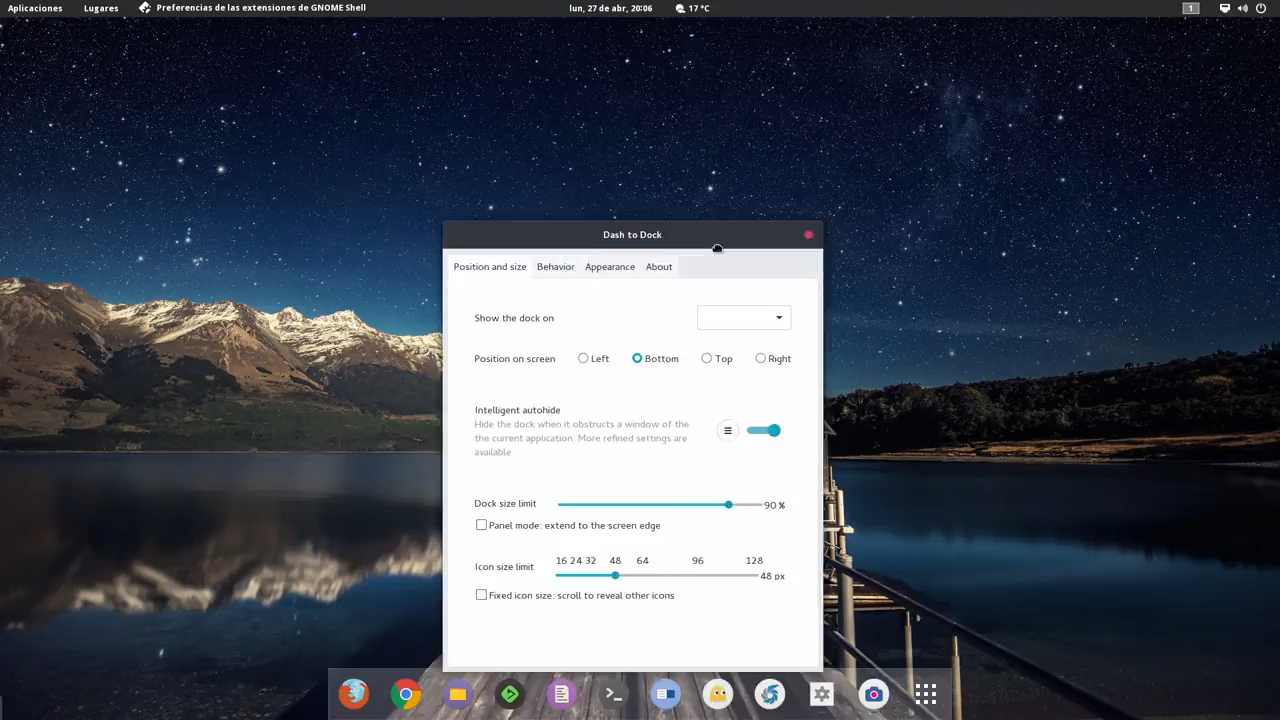 Aplicaciones Lugares Preferencias de las extensiones de GNOME Shell lun, 27 de abr, 20:06 17 °C 1
Dash to Dock
Position and size Behavior Appearance About
Show the dock on
Position on screen Left Bottom Top Right
Intelligent autohide
Hide the dock when it obstructs a window of the
the current application. More refined settings are
available.
Dock size limit 90 %
Panel mode: extend to the screen edge
16 24 32 48 64 96 128
Icon size limit 48 px
Fixed icon size: scroll to reveal other icons